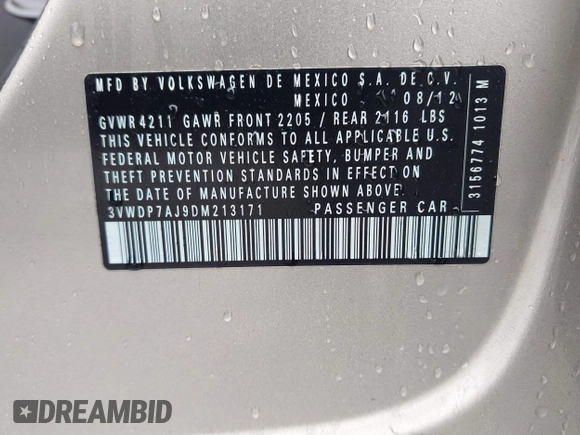 MFD BY VOLKSWAGEN DE MEXICO S.A. DE C.V.
MEXICO 08/12
GVWR 4211 GAWR FRONT 2205 / REAR 2116 LBS
THIS VEHICLE CONFORMS TO ALL APPLICABLE U.S.
FEDERAL MOTOR VEHICLE SAFETY, BUMPER AND
THEFT PREVENTION STANDARDS IN EFFECT ON
THE DATE OF MANUFACTURE SHOWN ABOVE.
3VWDP7AJ9DM213171 PASSENGER CAR
3156774 1013 M
DREAMBID